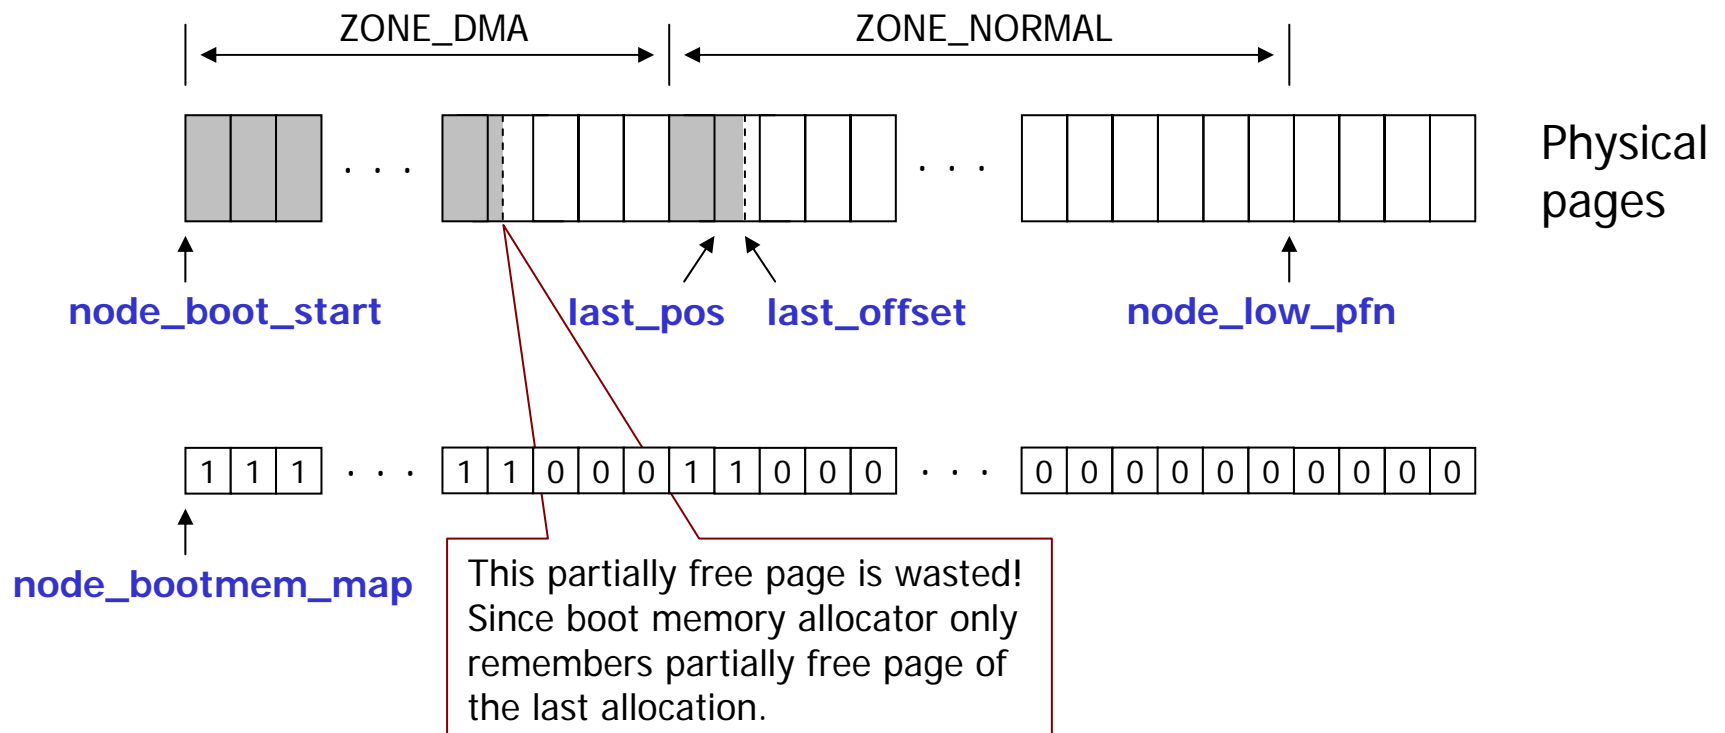 ZONE_DMA ZONE_NORMAL
· · · · · ·
Physical
pages
node_boot_start last_pos last_offset node_low_pfn
1 1 1 · · · 1 1 0 0 0 1 1 0 0 0 · · · 0 0 0 0 0 0 0 0 0 0
node_bootmem_map
This partially free page is wasted!
Since boot memory allocator only
remembers partially free page of
the last allocation.